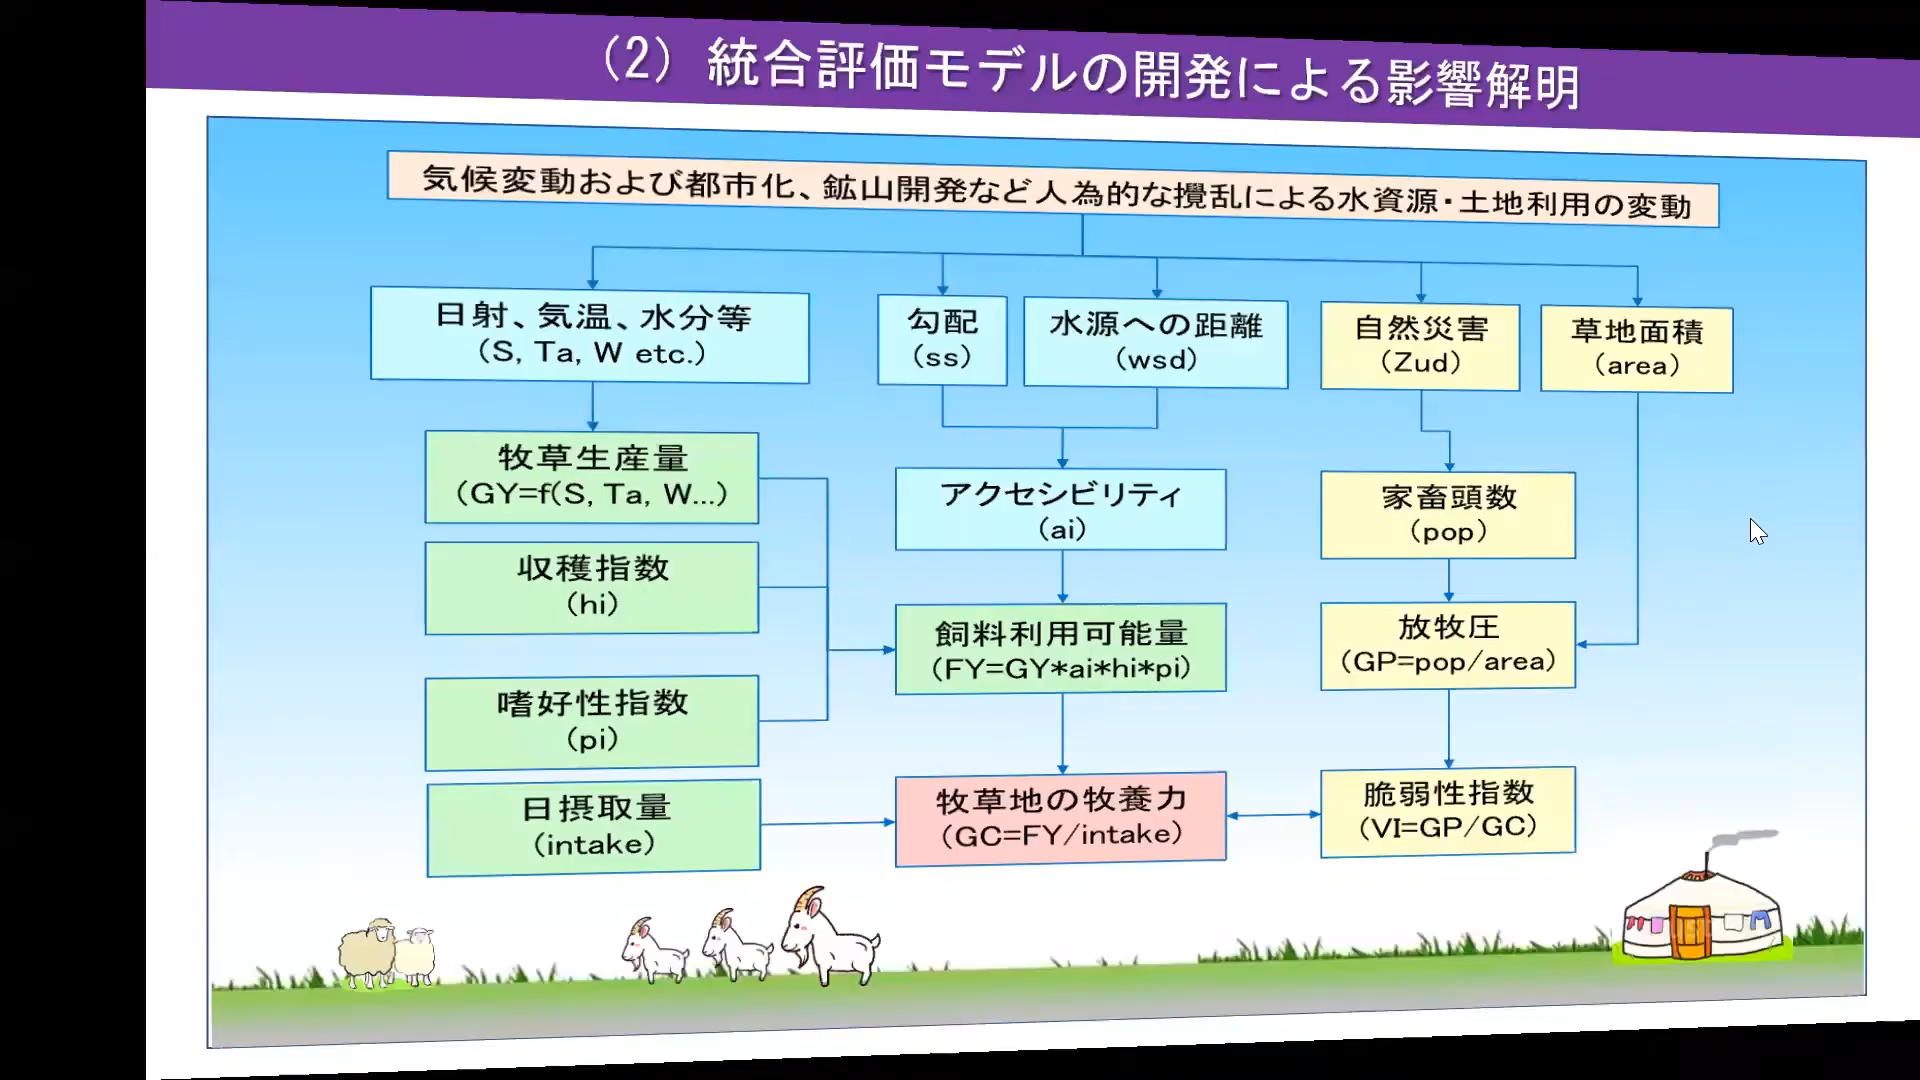 （2）統合評価モデルの開発による影響解明
気候変動および都市化、鉱山開発など人為的な攪乱による水資源・土地利用の変動
日射、気温、水分等
（S, Ta, W etc.）
勾配
（ss）
水源への距離
（wsd）
自然災害
（Zud）
草地面積
（area）
牧草生産量
（GY=f(S, Ta, W...）
アクセシビリティ
（ai）
家畜頭数
（pop）
収穫指数
（hi）
飼料利用可能量
（FY=GY*ai*hi*pi）
放牧圧
（GP=pop/area）
嗜好性指数
（pi）
日摂取量
（intake）
牧草地の牧養力
（GC=FY/intake）
脆弱性指数
（VI=GP/GC）